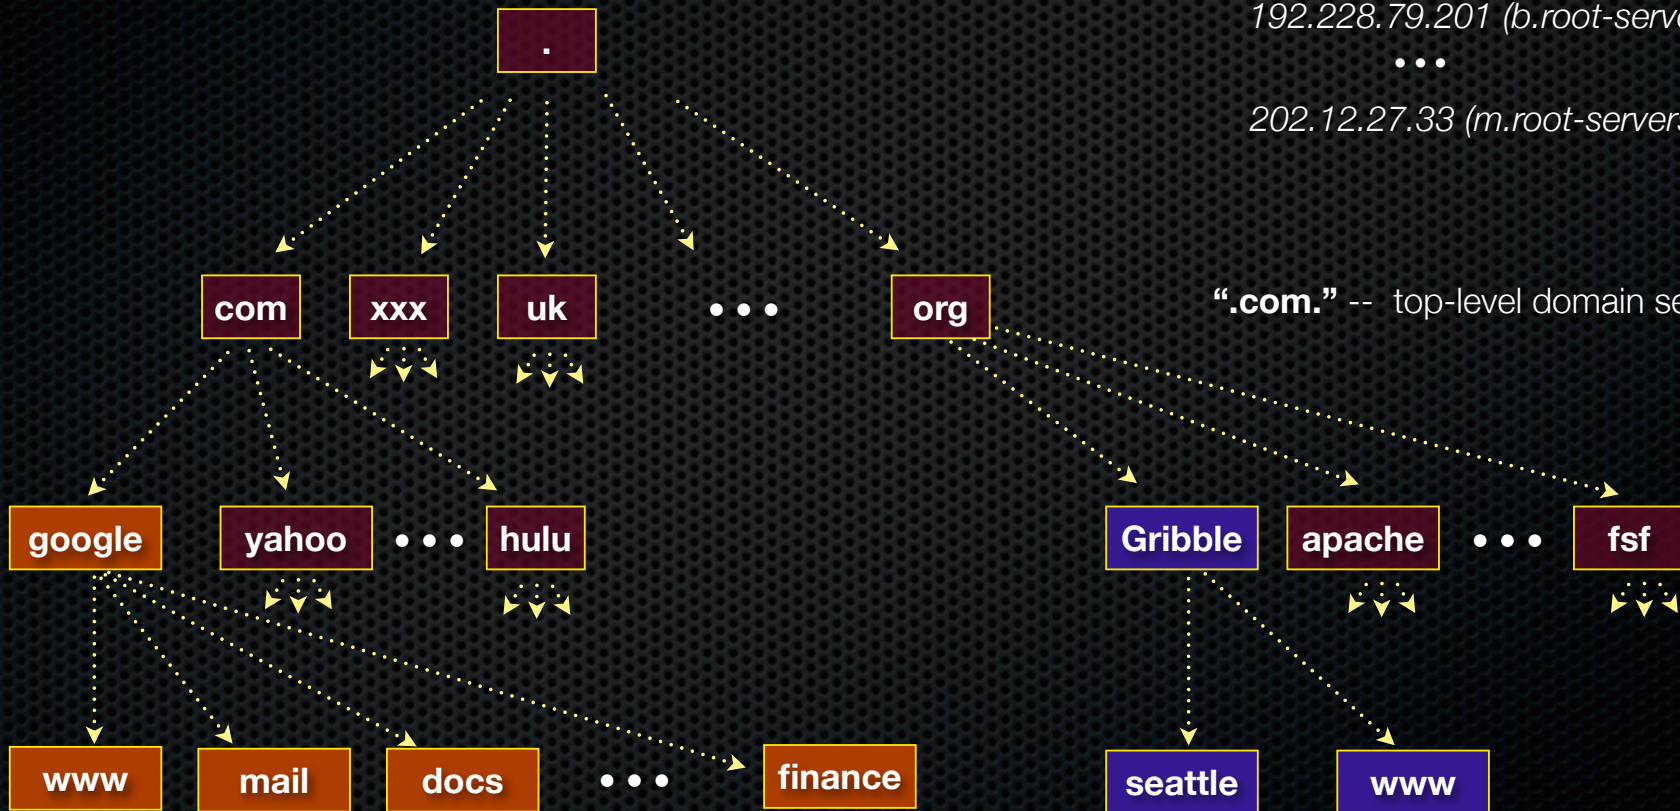 192.228.79.201 (b.root-serve
•••
202.12.27.33 (m.root-server
.
com xxx uk ••• org
“.com.” -- top-level domain se
google yahoo ••• hulu Gribble apache ••• fsf
www mail docs ••• finance seattle www